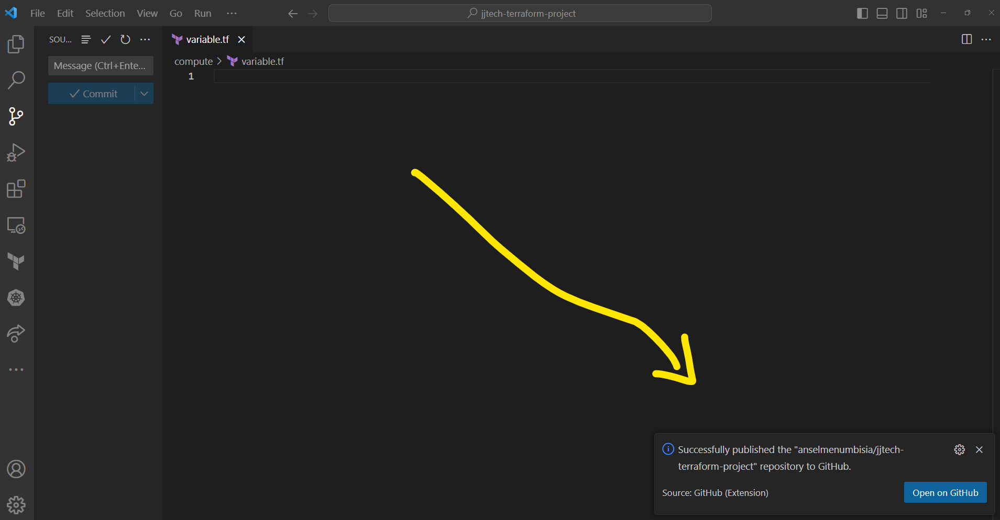 File Edit Selection View Go Run ···
jjtech-terraform-project
SOU...
variable.tf
Message (Ctrl+Ente...
Commit
compute > variable.tf
1
Successfully published the "anselmenumbisia/jjtech-
terraform-project" repository to GitHub.
Source: GitHub (Extension)
Open on GitHub